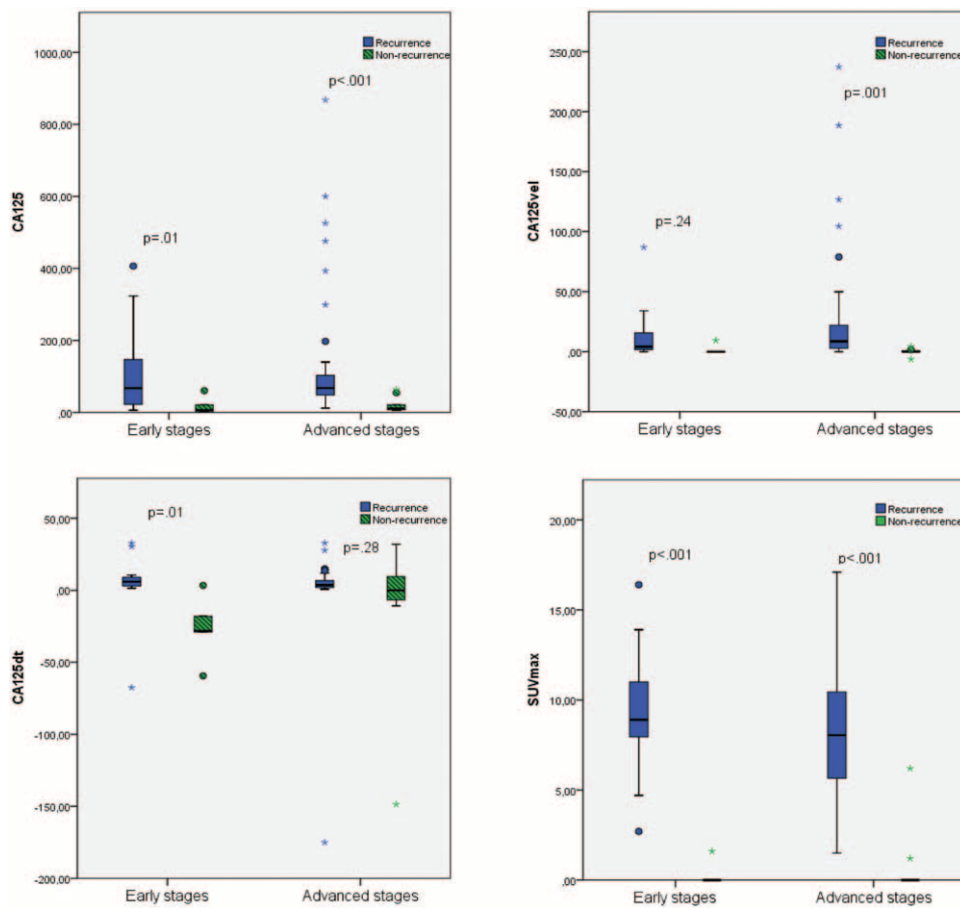 1000,00
800,00
600,00
400,00
200,00
,00
CA125
Recurrence
Non-recurrence
p<.001
p=.01
Early stages
Advanced stages
250,00
200,00
150,00
100,00
50,00
,00
-50,00
CA125vel
Recurrence
Non-recurrence
p=.001
p=.24
Early stages
Advanced stages
50,00
,00
-50,00
-100,00
-150,00
-200,00
CA125dt
Recurrence
Non-recurrence
p=.01
p=.28
Early stages
Advanced stages
20,00
15,00
10,00
5,00
,00
SUVmax
Recurrence
Non-recurrence
p<.001
p<.001
Early stages
Advanced stages